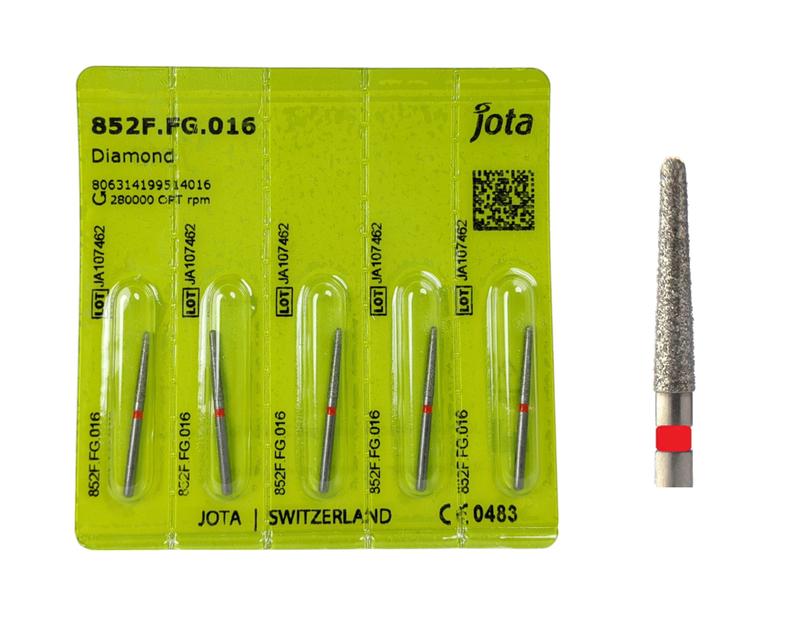 852F.FG.016
jota
Diamond
806314199514016
280000 OPT rpm
LOT JA107462
LOT JA107462
LOT JA107462
LOT JA107462
LOT JA107462
852F FG.016
852F FG.016
852F FG.016
852F FG.016
852F FG.016
JOTA | SWITZERLAND
CE 0483